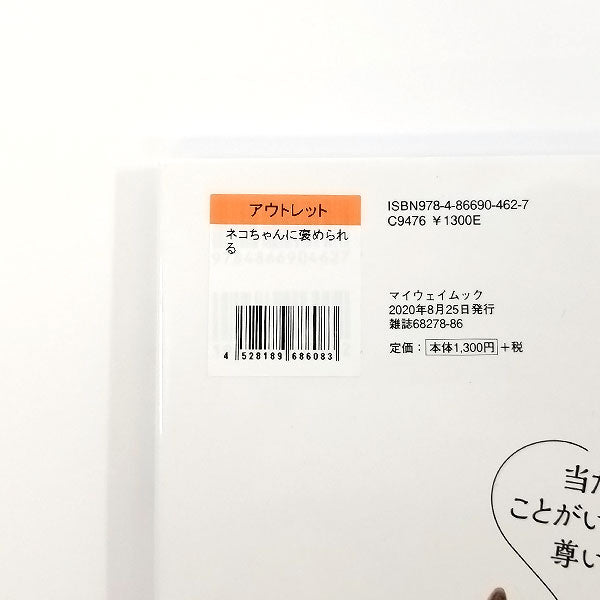 アウトレット
ネコちゃんに褒められ
る
9784866904627
4 528189 686083
ISBN978-4-86690-462-7
C9476 ¥1300E
マイウェイムック
2020年8月25日発行
雑誌68278-86
定価：本体1,300円＋税
当た
ことがい
尊い